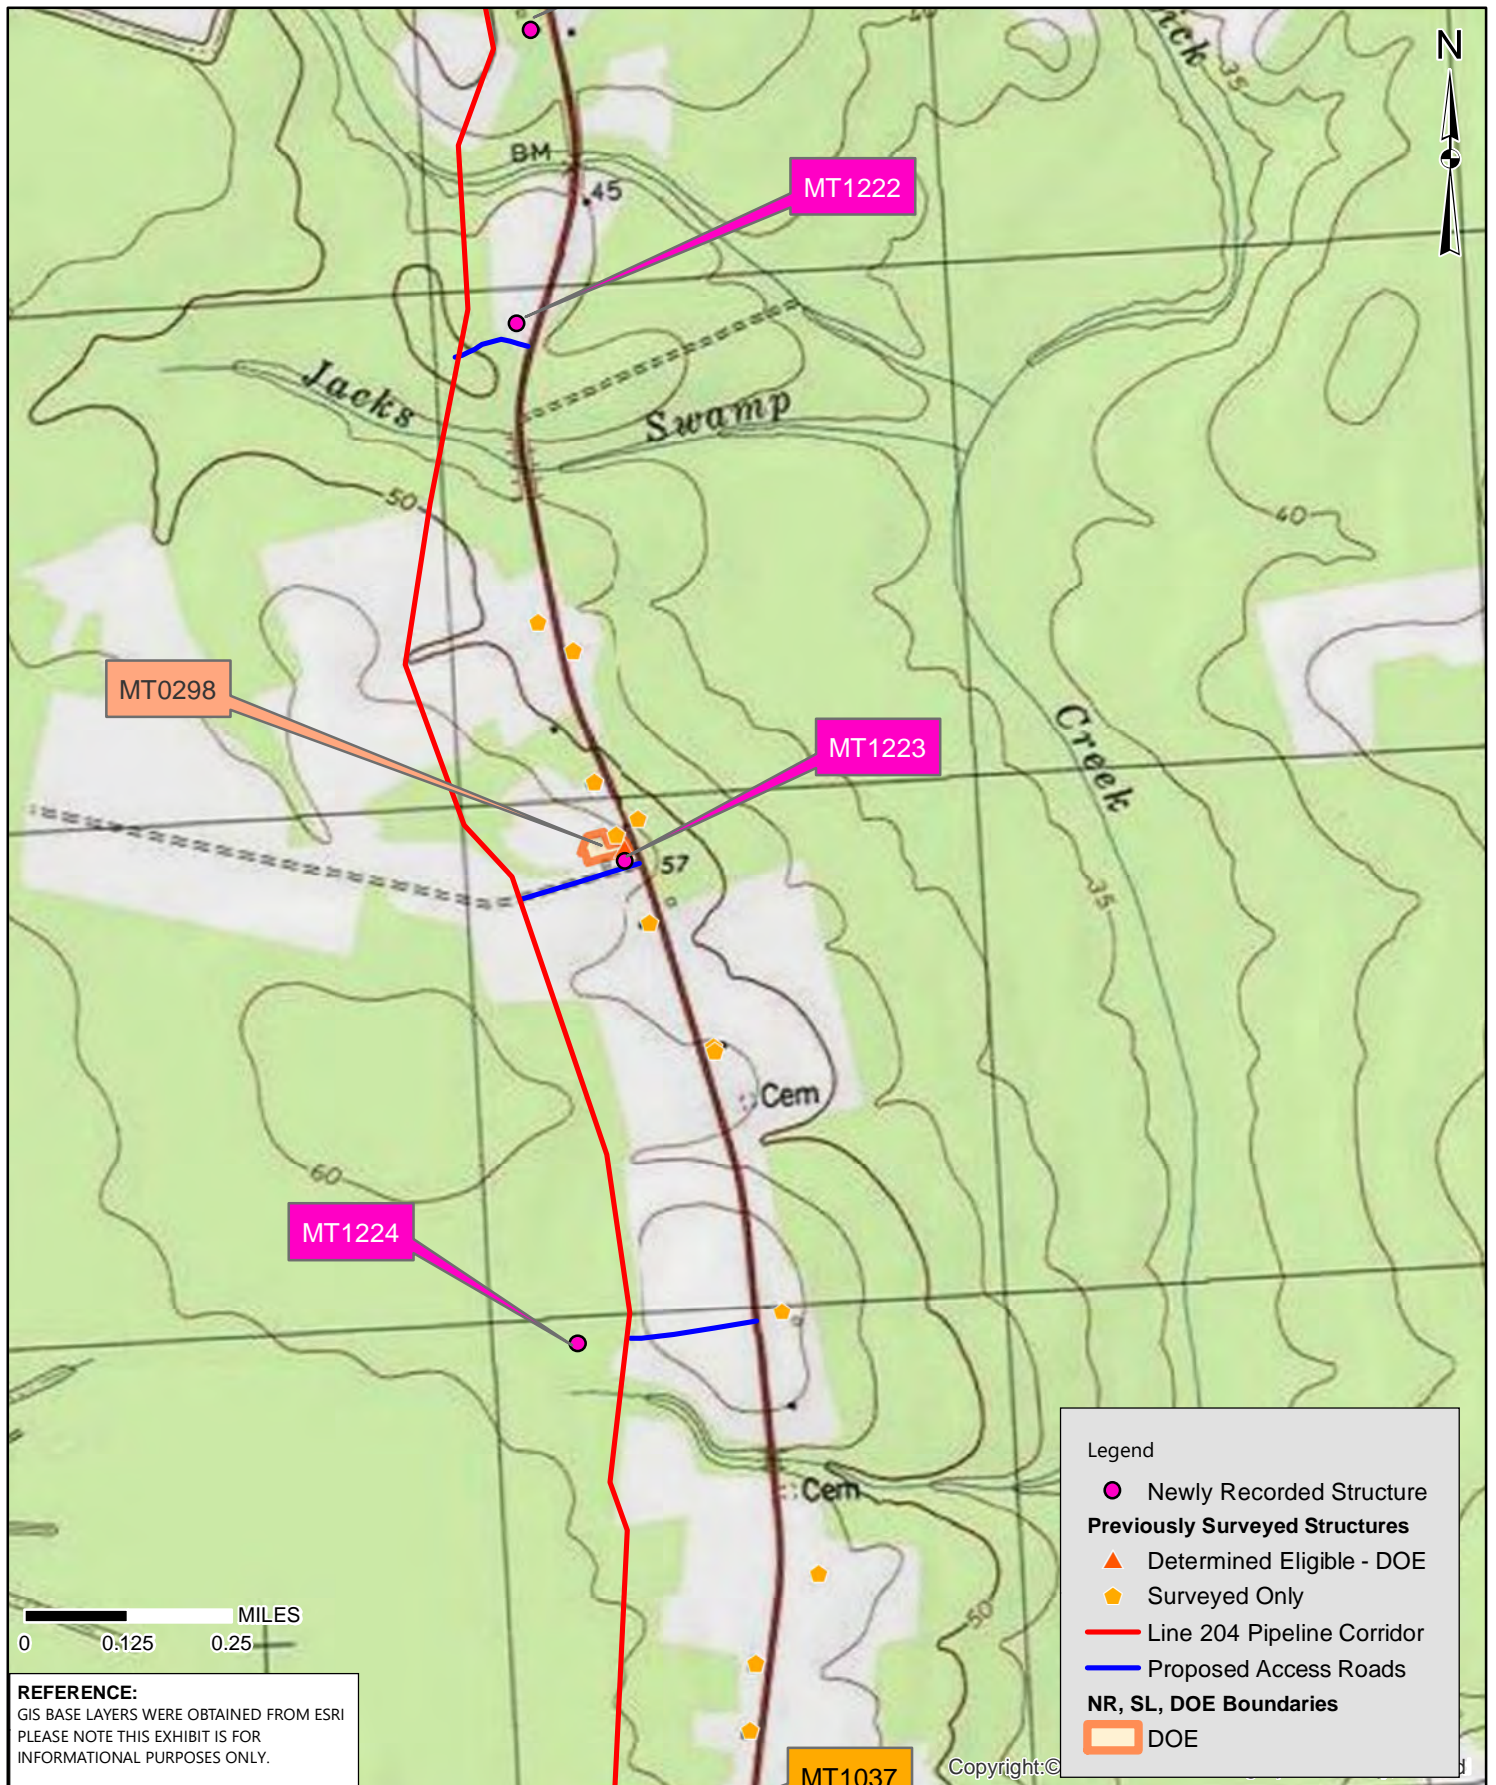 N
ick
35
BM
45
MT1222
Jacks
Swamp
50
40
MT0298
MT1223
Creek
57
35
Cem
60
MT1224
Cem
50
Legend
Newly Recorded Structure
Previously Surveyed Structures
Determined Eligible - DOE
Surveyed Only
Line 204 Pipeline Corridor
Proposed Access Roads
NR, SL, DOE Boundaries
DOE
MILES
0 0.125 0.25
REFERENCE:
GIS BASE LAYERS WERE OBTAINED FROM ESRI
PLEASE NOTE THIS EXHIBIT IS FOR
INFORMATIONAL PURPOSES ONLY.
MT1037
Copyright:©